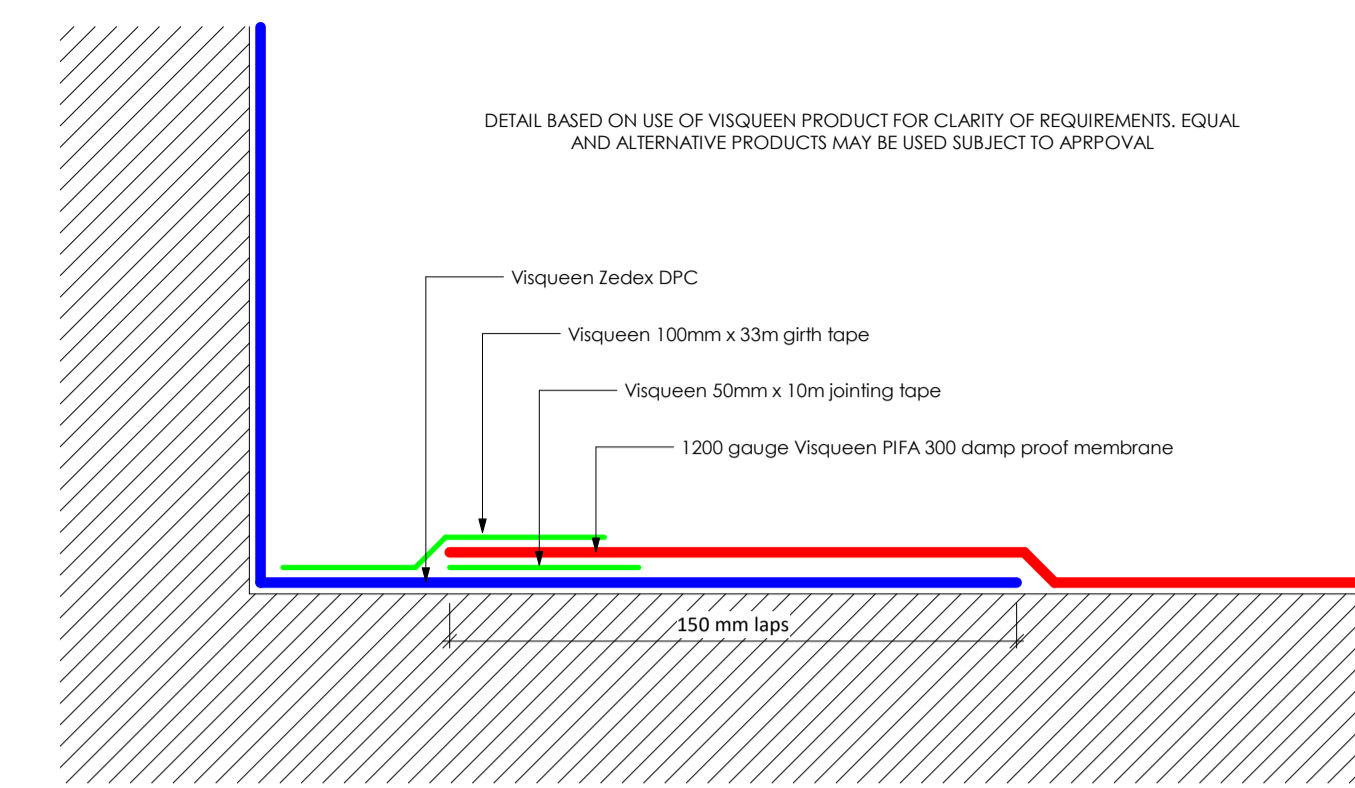 DETAIL BASED ON USE OF VISQUEEN PRODUCT FOR CLARITY OF REQUIREMENTS. EQUAL
AND ALTERNATIVE PRODUCTS MAY BE USED SUBJECT TO APRPOVAL
Visqueen Zedex DPC
Visqueen 100mm x 33m girth tape
Visqueen 50mm x 10m jointing tape
1200 gauge Visqueen PIFA 300 damp proof membrane
150 mm laps